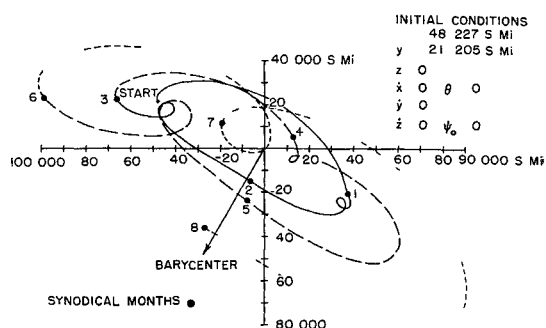 INITIAL CONDITIONS
48 227 S Mi
y 21 205 S Mi
z 0
ẋ 0 θ 0
ẏ 0
ż 0 ψ₀ 0
40 000 S Mi
20
START
6
3
7
4
100 000 80 60 40 20 20 40 60 80 90 000 S Mi
-20
2
5
1
8
-40
60
BARYCENTER
SYNODICAL MONTHS
80 000